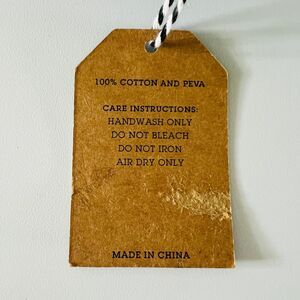 100% COTTON AND PEVA
CARE INSTRUCTIONS:
HANDWASH ONLY
DO NOT BLEACH
DO NOT IRON
AIR DRY ONLY
MADE IN CHINA